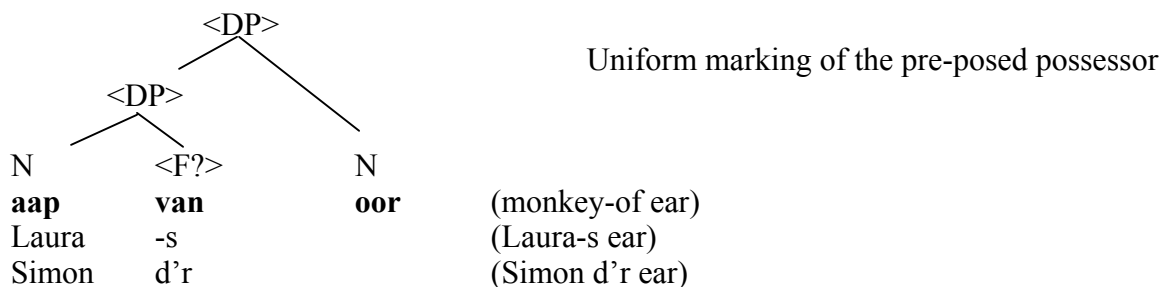 <DP>
Uniform marking of the pre-posed possessor
<DP>
N <F?> N
aap van oor (monkey-of ear)
Laura -s (Laura-s ear)
Simon d’r (Simon d’r ear)